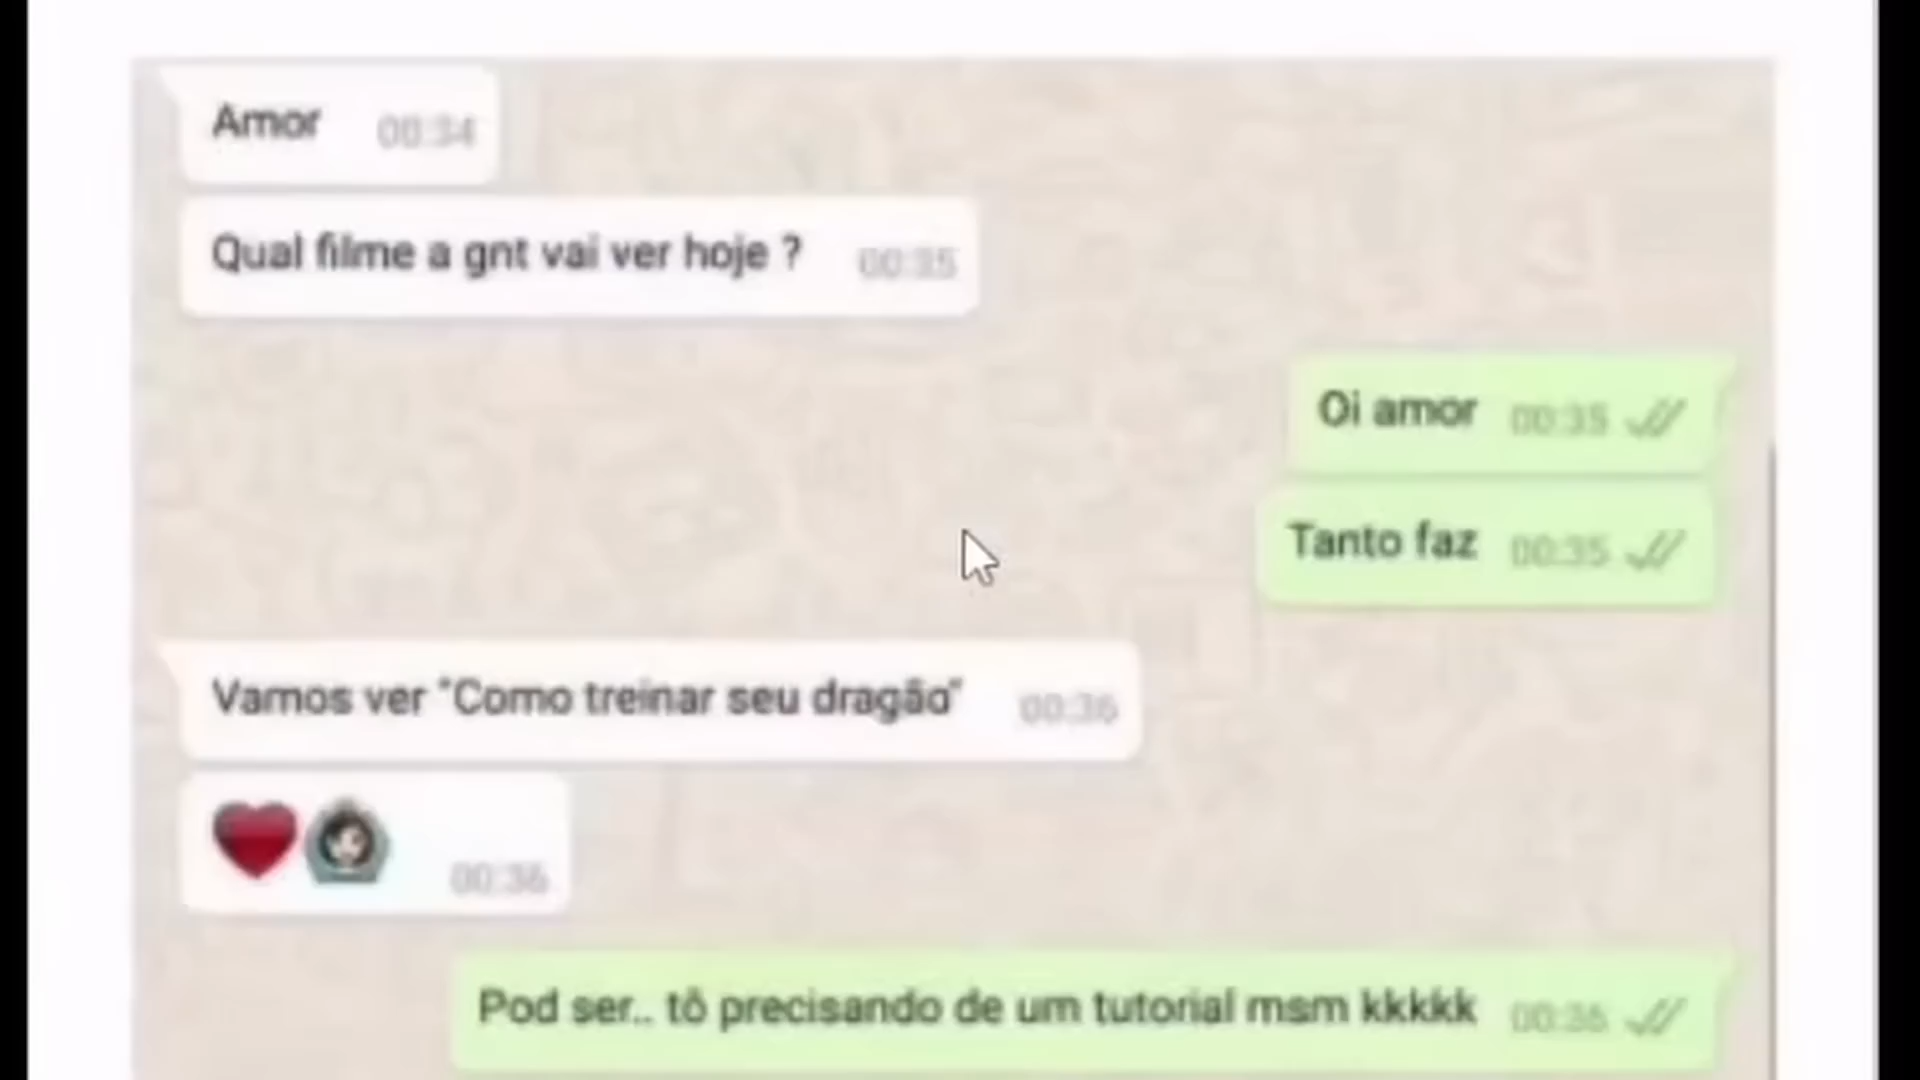 Amor 00:34
Qual filme a gnt vai ver hoje ? 00:35
Oi amor 00:35
Tanto faz 00:35
Vamos ver "Como treinar seu dragão" 00:36
00:36
Pod ser.. tô precisando de um tutorial msm kkkkk 00:36